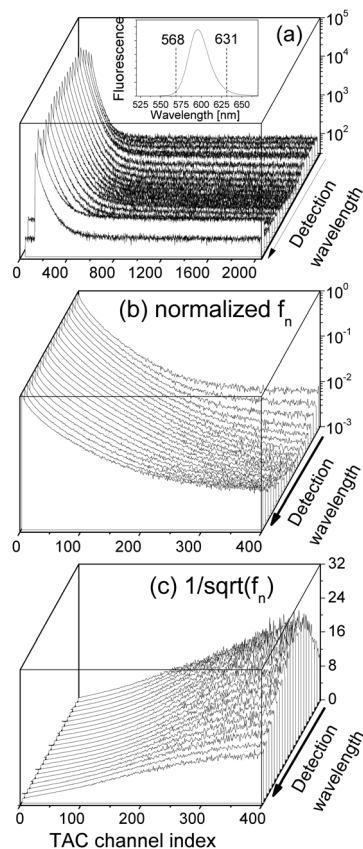 (a)
10^5
10^4
10^3
10^2
Fluorescence
568 631
525 550 575 600 625 650
Wavelength [nm]
0 400 800 1200 1600 2000
Detection
wavelength
(b) normalized f_n
10^0
10^-1
10^-2
10^-3
0 100 200 300 400
Detection
wavelength
(c) 1/sqrt(f_n)
32
24
16
8
0
0 100 200 300 400
Detection
wavelength
TAC channel index